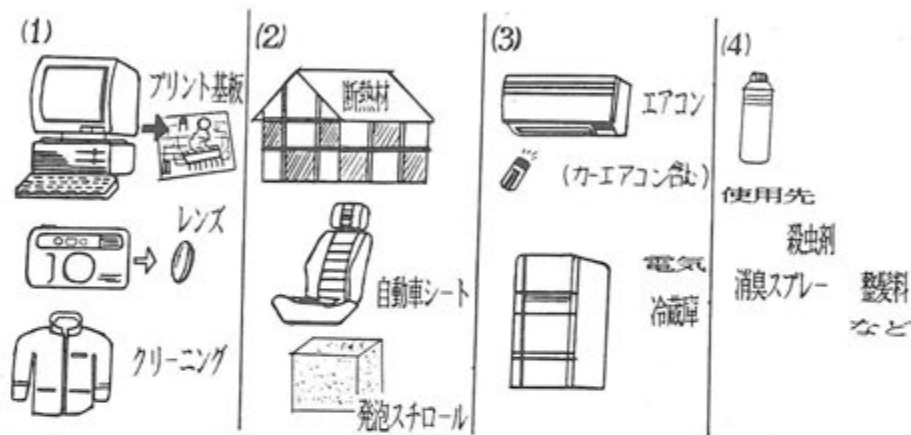 (1)
プリント基板
レンズ
クリーニング
(2)
断熱材
自動車シート
発泡スチロール
(3)
エアコン
(カーエアコン含む)
電気
冷蔵庫
(4)
使用先
殺虫剤
消臭スプレー 整髪料
など